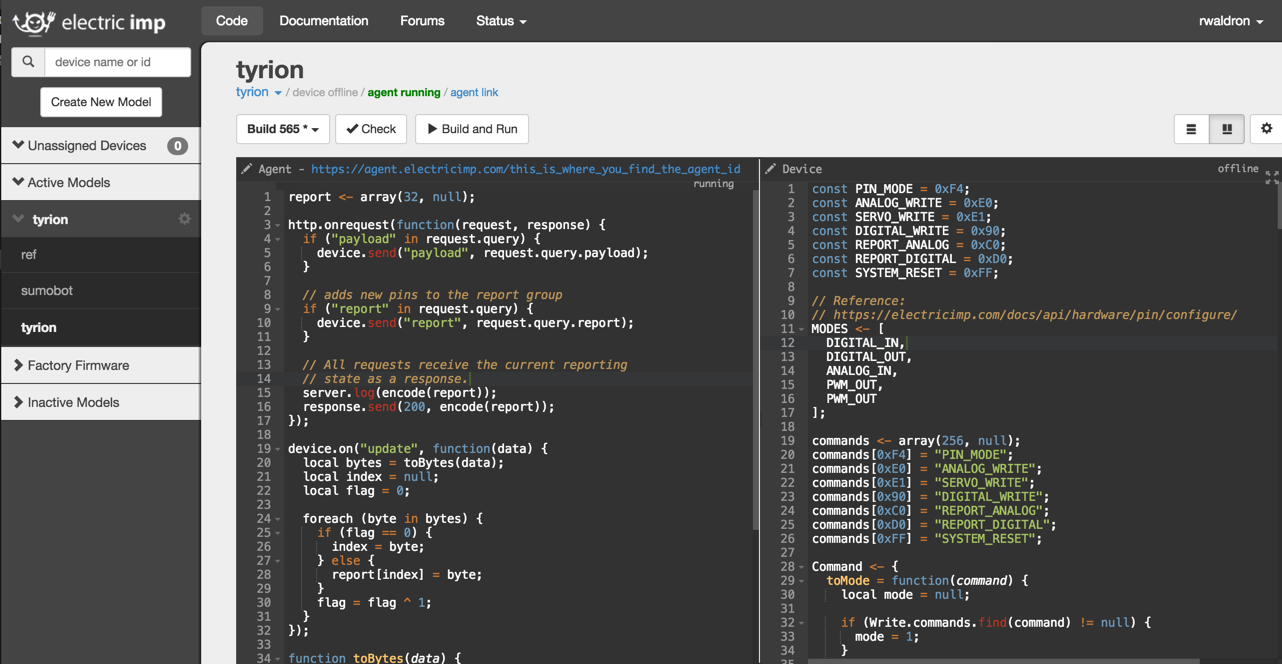 electric imp
Code Documentation Forums Status
rwaldron
device name or id
Create New Model
Unassigned Devices 0
Active Models
tyrion
ref
sumobot
tyrion
Factory Firmware
Inactive Models
tyrion
tyrion / device offline / agent running / agent link
Build 565 *
Check
Build and Run
Agent - https://agent.electricimp.com/this_is_where_you_find_the_agent_id
running
1 report <- array(32, null);
2
3 http.onrequest(function(request, response) {
4 if ("payload" in request.query) {
5 device.send("payload", request.query.payload);
6 }
7
8 // adds new pins to the report group
9 if ("report" in request.query) {
10 device.send("report", request.query.report);
11 }
12
13 // All requests receive the current reporting
14 // state as a response.
15 server.log(encode(report));
16 response.send(200, encode(report));
17 });
18
19 device.on("update", function(data) {
20 local bytes = toBytes(data);
21 local index = null;
22 local flag = 0;
23
24 foreach (byte in bytes) {
25 if (flag == 0) {
26 index = byte;
27 } else {
28 report[index] = byte;
29 }
30 flag = flag ^ 1;
31 }
32 });
33
34 function toBytes(data) {
Device
offline
1 const PIN_MODE = 0xF4;
2 const ANALOG_WRITE = 0xE0;
3 const SERVO_WRITE = 0xE1;
4 const DIGITAL_WRITE = 0x90;
5 const REPORT_ANALOG = 0xC0;
6 const REPORT_DIGITAL = 0xD0;
7 const SYSTEM_RESET = 0xFF;
8
9 // Reference:
10 // https://electricimp.com/docs/api/hardware/pin/configure/
11 MODES <- [
12 DIGITAL_IN,
13 DIGITAL_OUT,
14 ANALOG_IN,
15 PWM_OUT,
16 PWM_OUT
17 ];
18
19 commands <- array(256, null);
20 commands[0xF4] = "PIN_MODE";
21 commands[0xE0] = "ANALOG_WRITE";
22 commands[0xE1] = "SERVO_WRITE";
23 commands[0x90] = "DIGITAL_WRITE";
24 commands[0xC0] = "REPORT_ANALOG";
25 commands[0xD0] = "REPORT_DIGITAL";
26 commands[0xFF] = "SYSTEM_RESET";
27
28 Command <- {
29 toMode = function(command) {
30 local mode = null;
31
32 if (Write.commands.find(command) != null) {
33 mode = 1;
34 }
35